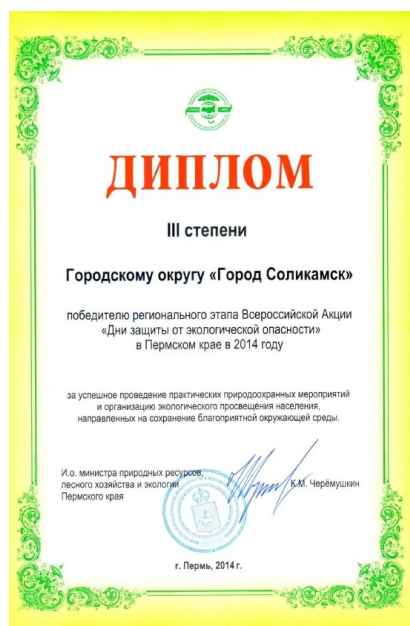 ДИПЛОМ
III степени
Городскому округу «Город Соликамск»
победителю регионального этапа Всероссийской Акции
«Дни защиты от экологической опасности»
в Пермском крае в 2014 году
за успешное проведение практических природоохранных мероприятий
и организацию экологического просвещения населения,
направленных на сохранение благоприятной окружающей среды.
И.о. министра природных ресурсов,
лесного хозяйства и экологии
Пермского края
К.М. Черёмушкин
г. Пермь, 2014 г.